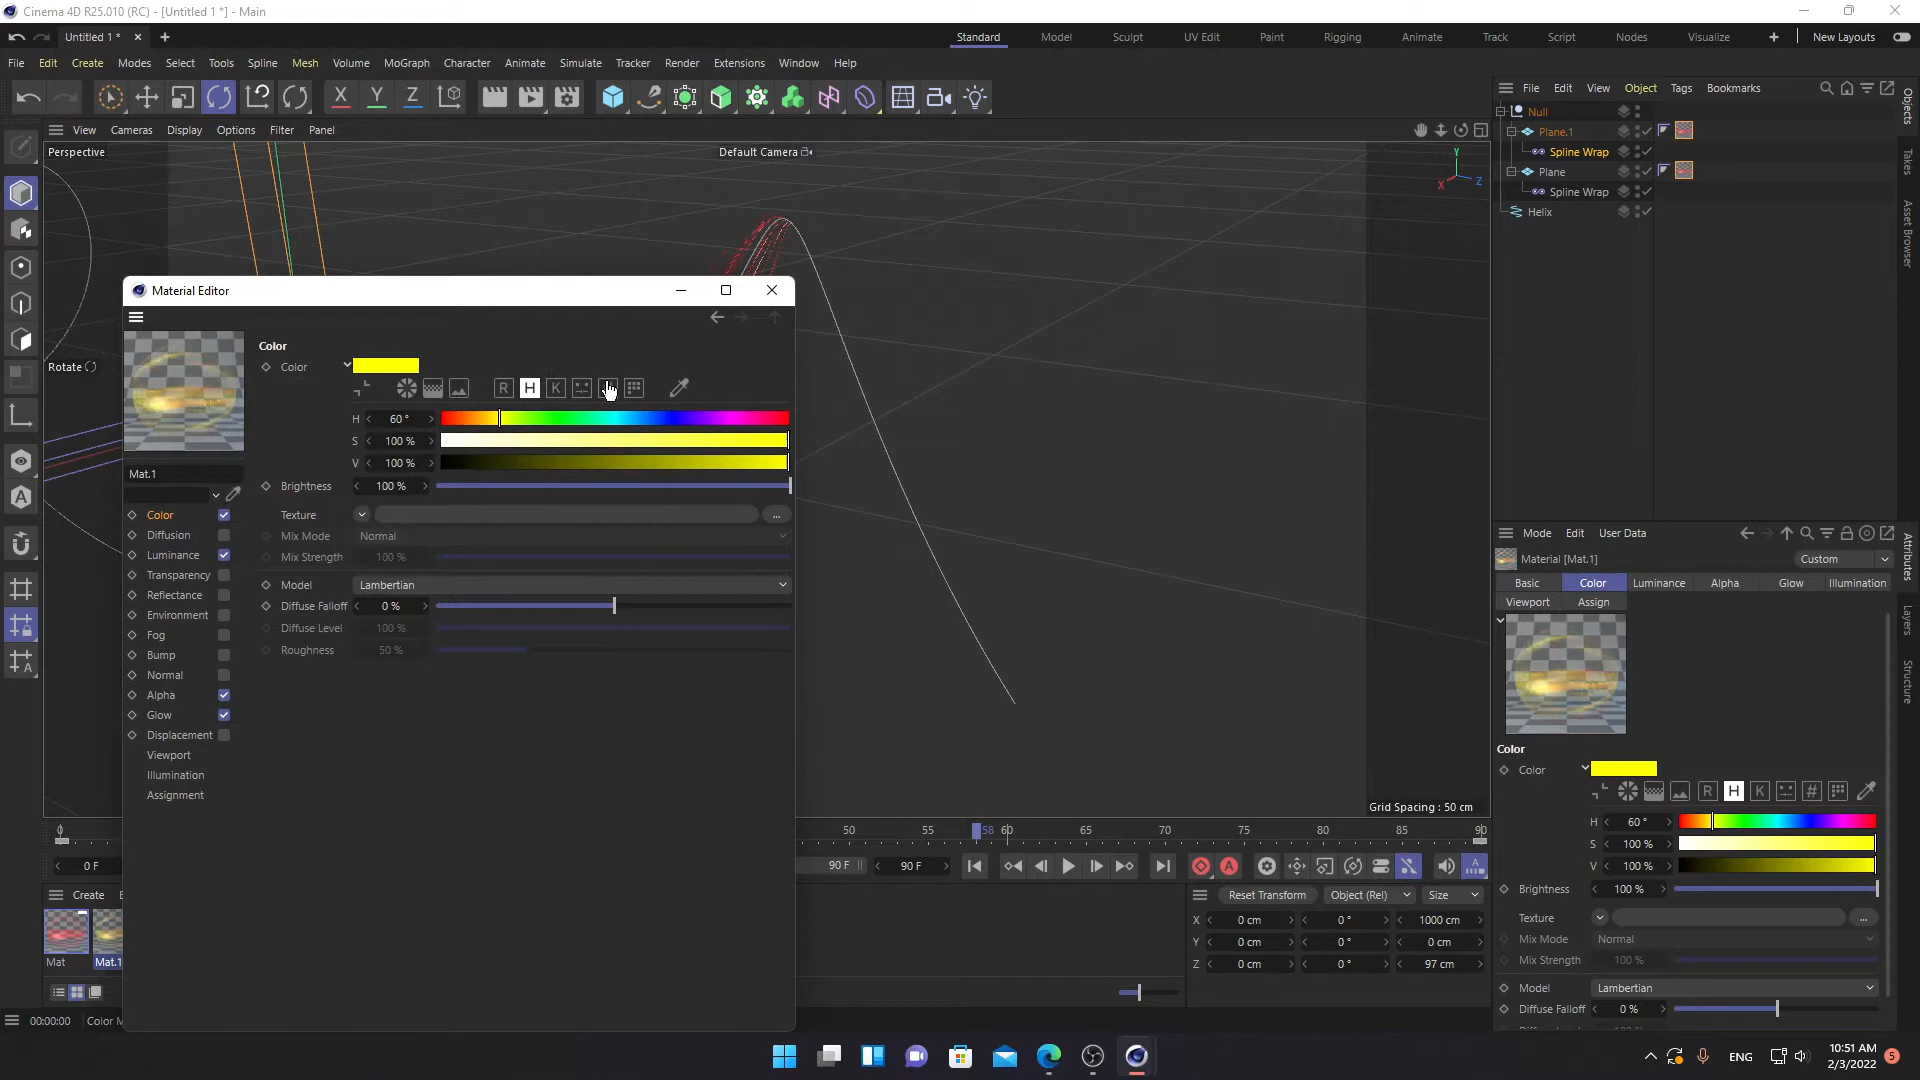 Cinema 4D R25.010 (RC) - [Untitled 1 *] - Main
Untitled 1 *
Standard Model Sculpt UV Edit Paint Rigging Animate Track Script Nodes Visualize New Layouts
File Edit Create Modes Select Tools Spline Mesh Volume MoGraph Character Animate Simulate Tracker Render Extensions Window Help
X Y Z
File Edit View Object Tags Bookmarks
Null
Plane.1
Spline Wrap
Plane
Spline Wrap
Helix
Objects
Takes
Asset Browser
View Cameras Display Options Filter Panel
Perspective
Default Camera
Y
X
Z
Rotate
Material Editor
Color
Color
R H K
H 60 °
S 100 %
V 100 %
Brightness 100 %
Texture ...
Mix Mode Normal
Mix Strength 100 %
Model Lambertian
Diffuse Falloff 0 %
Diffuse Level 100 %
Roughness 50 %
Mat.1
Color
Diffusion
Luminance
Transparency
Reflectance
Environment
Fog
Bump
Normal
Alpha
Glow
Displacement
Viewport
Illumination
Assignment
Grid Spacing : 50 cm
0 50 55 58 60 65 70 75 80 85 90
0 F 90 F 90 F
Create
Mat Mat.1
Reset Transform Object (Rel) Size
X 0 cm 0 ° 1000 cm
Y 0 cm 0 ° 0 cm
Z 0 cm 0 ° 97 cm
00:00:00
Mode Edit User Data
Material [Mat.1] Custom
Basic Color Luminance Alpha Glow Illumination
Viewport Assign
Color
Color
R H K #
H 60 °
S 100 %
V 100 %
Brightness 100 %
Texture ...
Mix Mode Normal
Mix Strength 100 %
Model Lambertian
Diffuse Falloff 0 %
Attributes
Layers
Structure
ENG
10:51 AM
2/3/2022
5